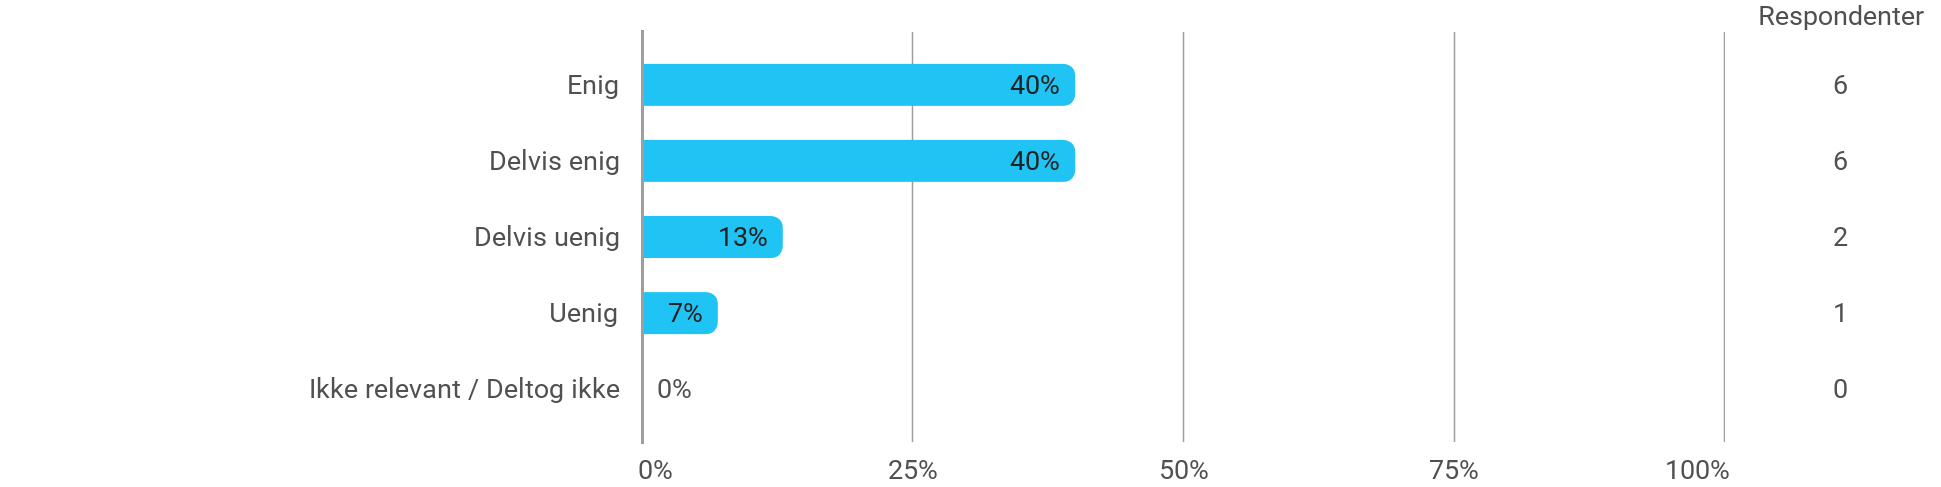 Respondenter
Enig 40% 6
Delvis enig 40% 6
Delvis uenig 13% 2
Uenig 7% 1
Ikke relevant / Deltog ikke 0% 0
0% 25% 50% 75% 100%